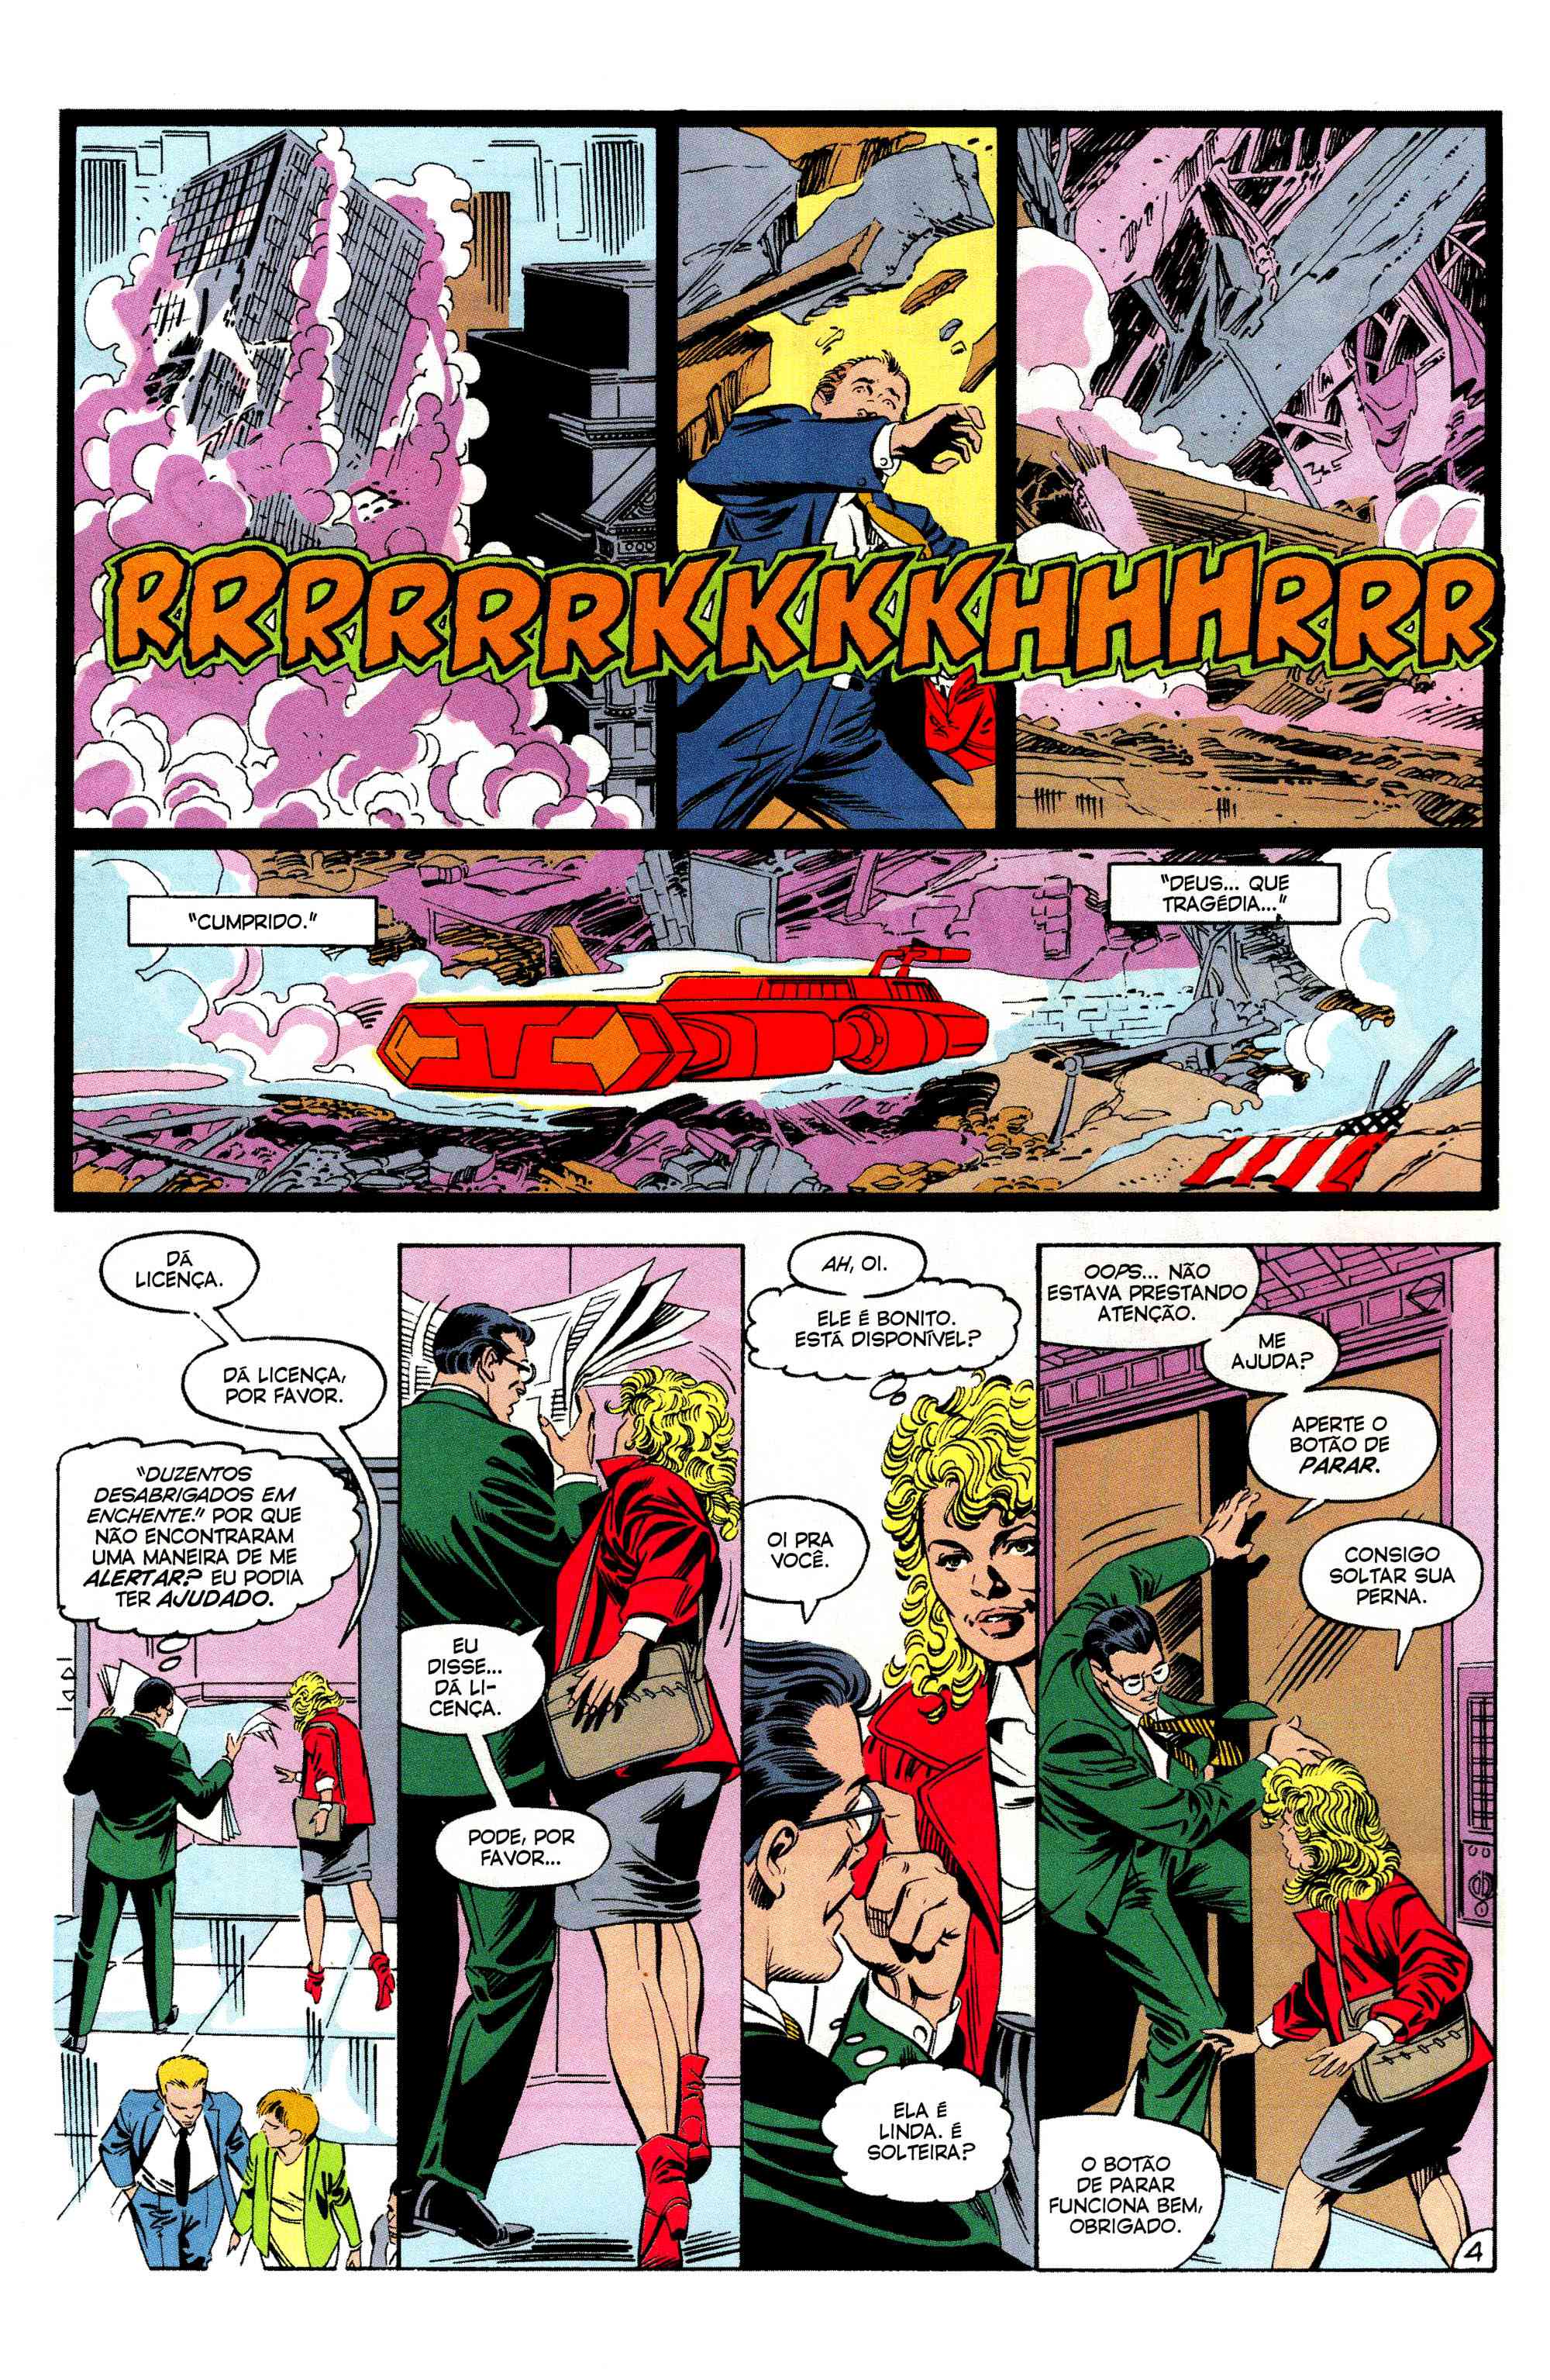 RRRRRRKKKKHHHRRR
"CUMPRIDO."
"DEUS... QUE
TRAGÉDIA..."
DÁ
LICENÇA.
DÁ LICENÇA,
POR FAVOR.
"DUZENTOS
DESABRIGADOS EM
ENCHENTE." POR QUE
NÃO ENCONTRARAM
UMA MANEIRA DE ME
ALERTAR? EU PODIA
TER AJUDADO.
EU
DISSE...
DÁ LI-
CENÇA.
PODE, POR
FAVOR...
AH, OI.
ELE É BONITO.
ESTÁ DISPONÍVEL?
OI PRA
VOCÊ.
ELA É
LINDA. É
SOLTEIRA?
OOPS... NÃO
ESTAVA PRESTANDO
ATENÇÃO.
ME
AJUDA?
APERTE O
BOTÃO DE
PARAR.
CONSIGO
SOLTAR SUA
PERNA.
O BOTÃO
DE PARAR
FUNCIONA BEM,
OBRIGADO.
4